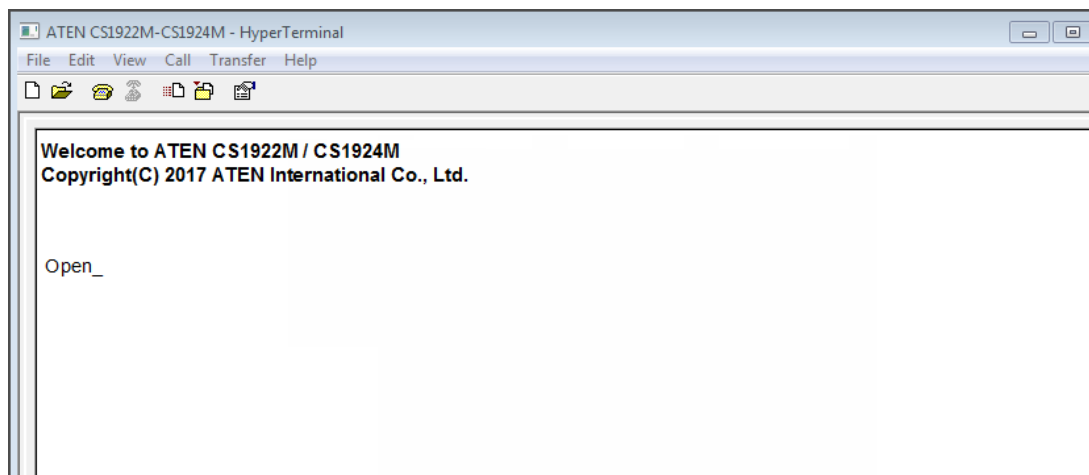 ATEN CS1922M-CS1924M - HyperTerminal
File Edit View Call Transfer Help
Welcome to ATEN CS1922M / CS1924M
Copyright(C) 2017 ATEN International Co., Ltd.
Open_